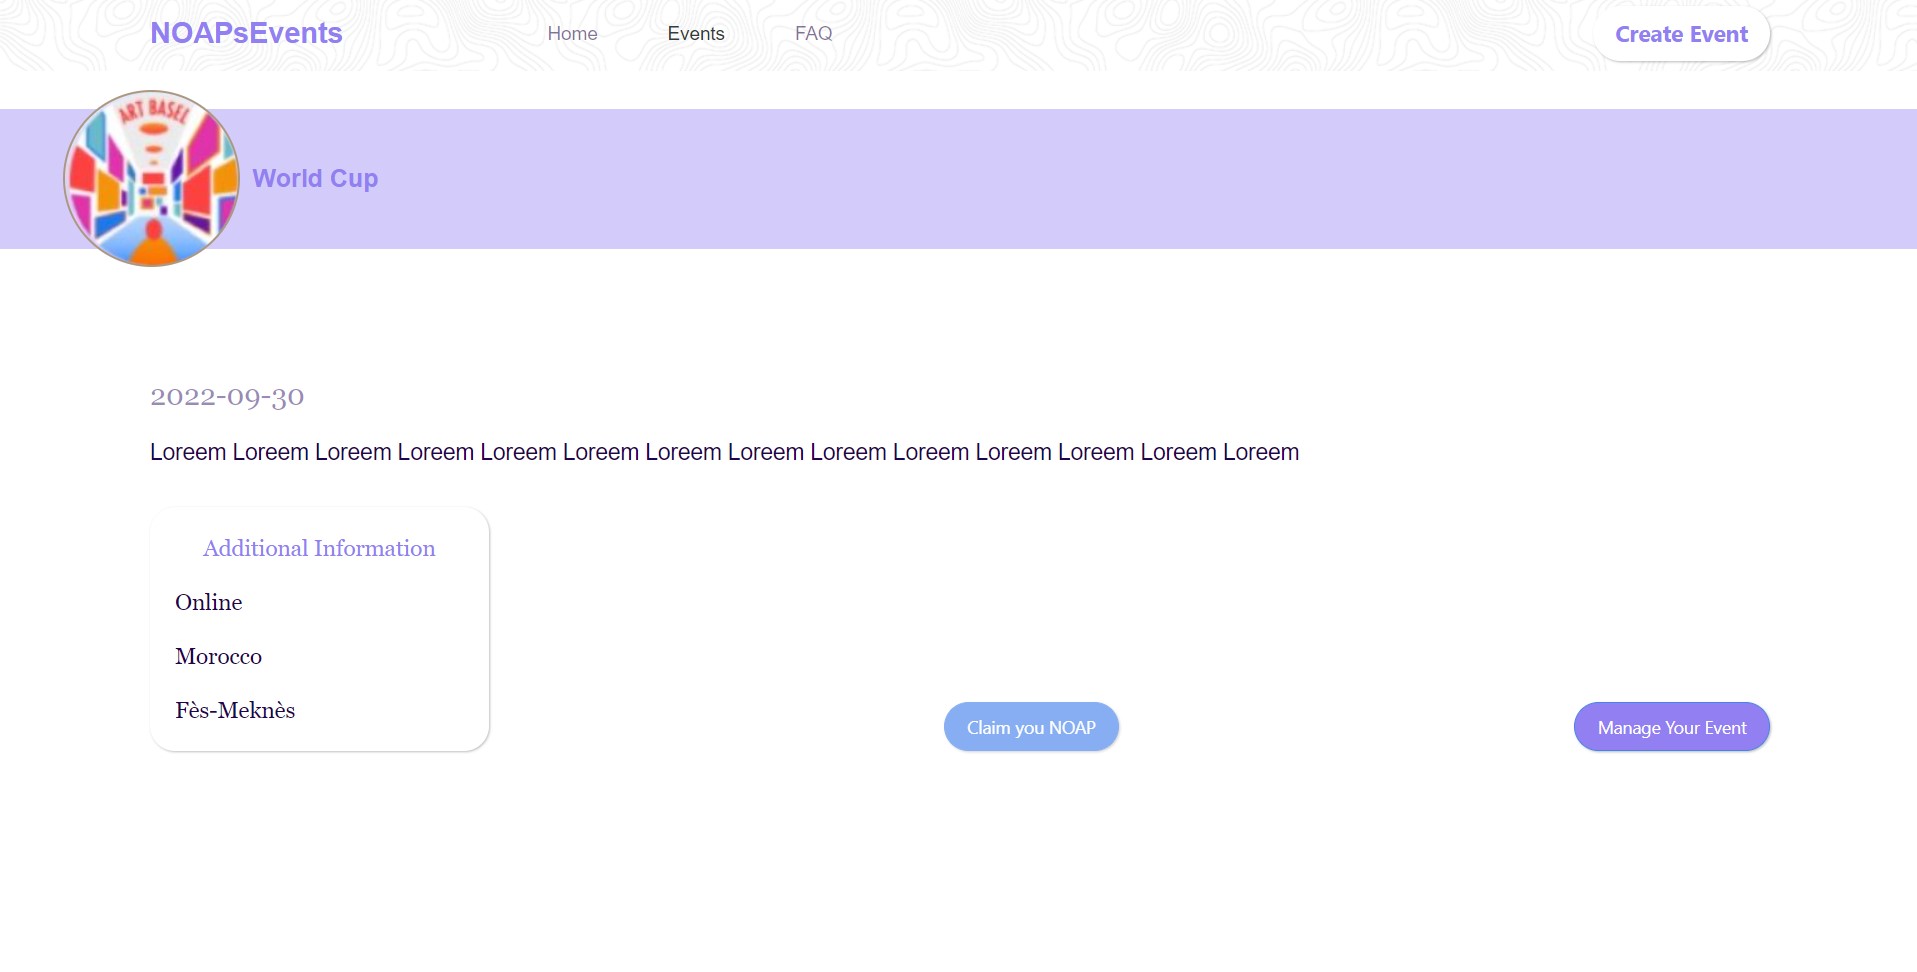 NOAPsEvents Home Events FAQ Create Event
ART BASEL
World Cup
2022-09-30
Loreem Loreem Loreem Loreem Loreem Loreem Loreem Loreem Loreem Loreem Loreem Loreem Loreem Loreem
Additional Information
Online
Morocco
Fès-Meknès
Claim you NOAP
Manage Your Event